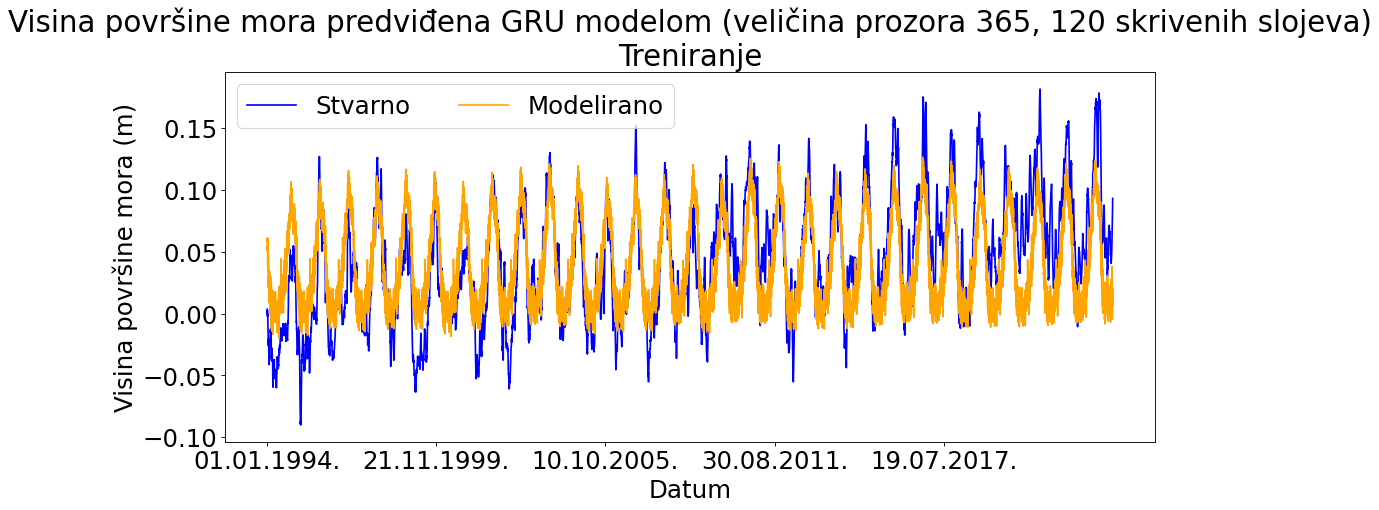 Visina površine mora predviđena GRU modelom (veličina prozora 365, 120 skrivenih slojeva)
Treniranje
Stvarno
Modelirano
Visina površine mora (m)
0.15
0.10
0.05
0.00
−0.05
−0.10
01.01.1994.
21.11.1999.
10.10.2005.
30.08.2011.
19.07.2017.
Datum